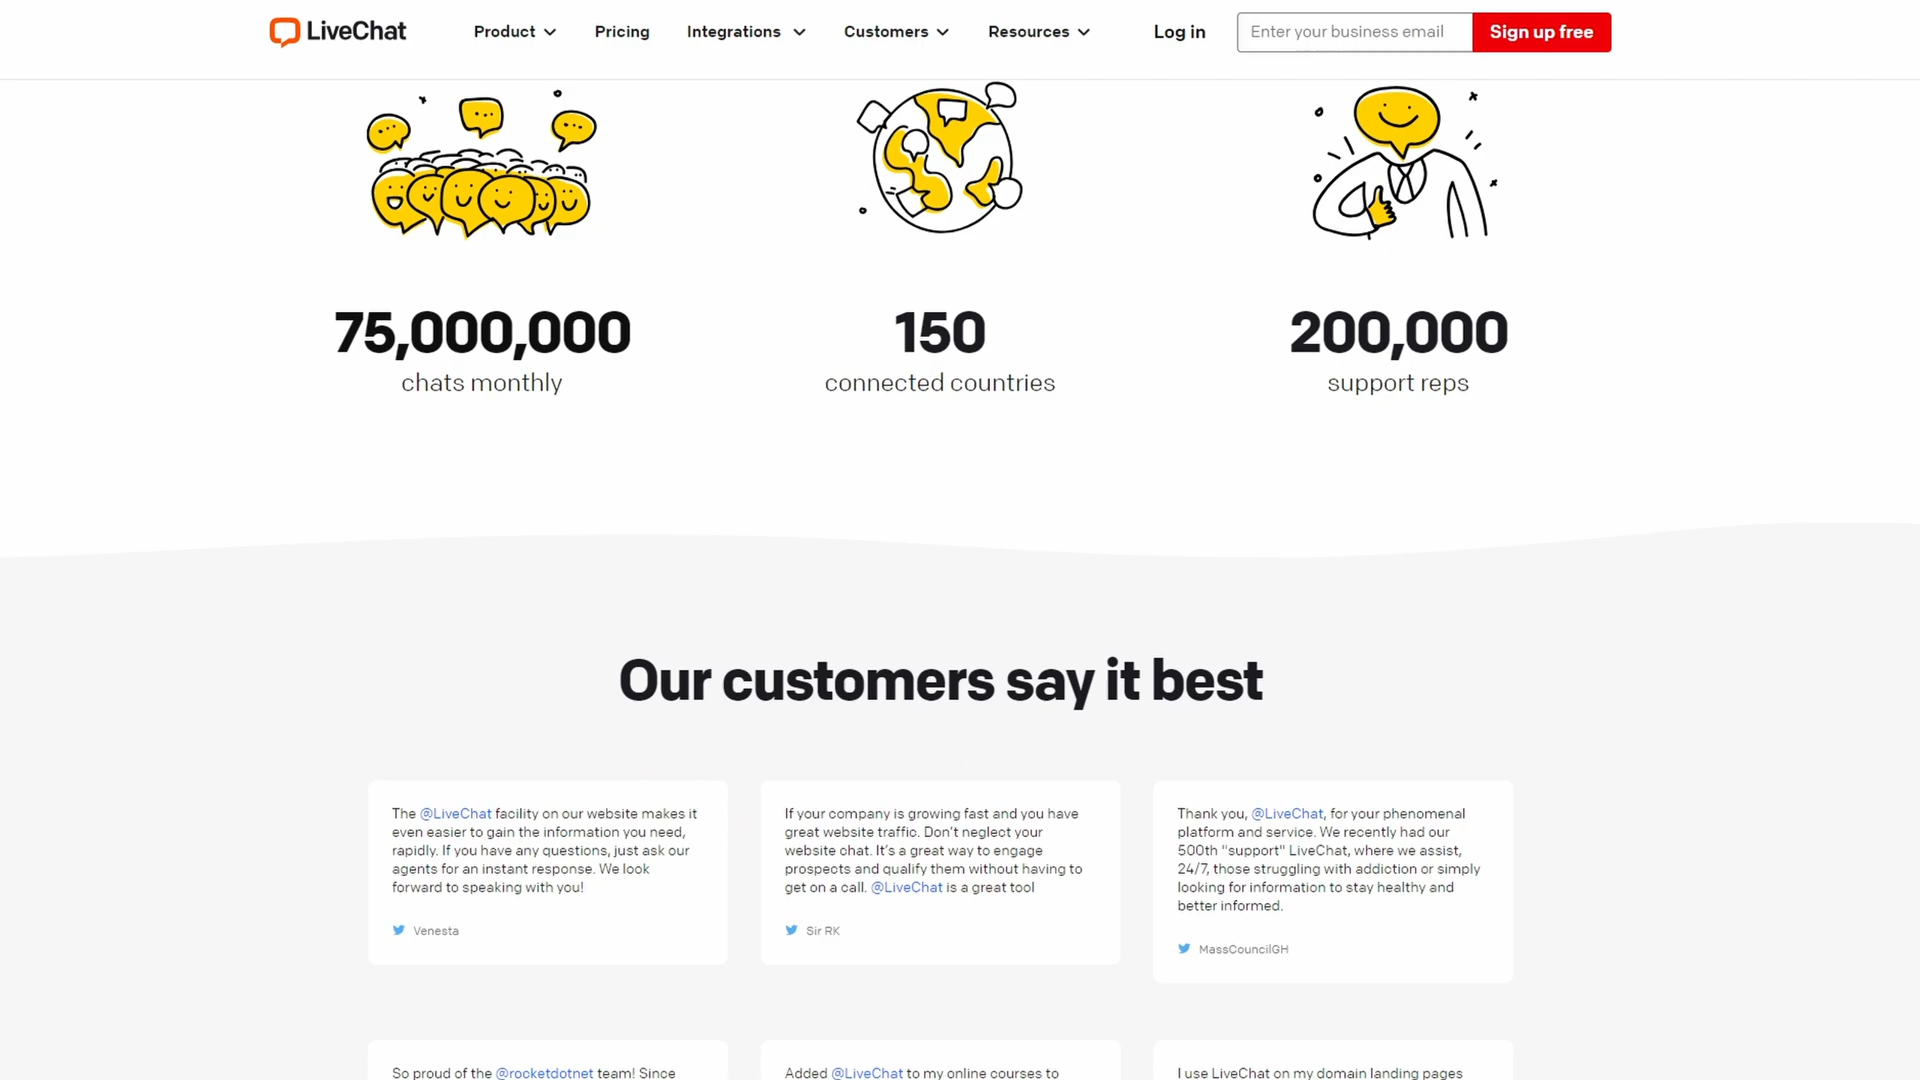 LiveChat
Product
Pricing
Integrations
Customers
Resources
Log in
Enter your business email
Sign up free
75,000,000
chats monthly
150
connected countries
200,000
support reps
Our customers say it best
The @LiveChat facility on our website makes it
even easier to gain the information you need,
rapidly. If you have any questions, just ask our
agents for an instant response. We look
forward to speaking with you!
Venesta
If your company is growing fast and you have
great website traffic. Don't neglect your
website chat. It's a great way to engage
prospects and qualify them without having to
get on a call. @LiveChat is a great tool
Sir RK
Thank you, @LiveChat, for your phenomenal
platform and service. We recently had our
500th "support" LiveChat, where we assist,
24/7, those struggling with addiction or simply
looking for information to stay healthy and
better informed.
MassCouncilGH
So proud of the @rocketdotnet team! Since
Added @LiveChat to my online courses to
I use LiveChat on my domain landing pages